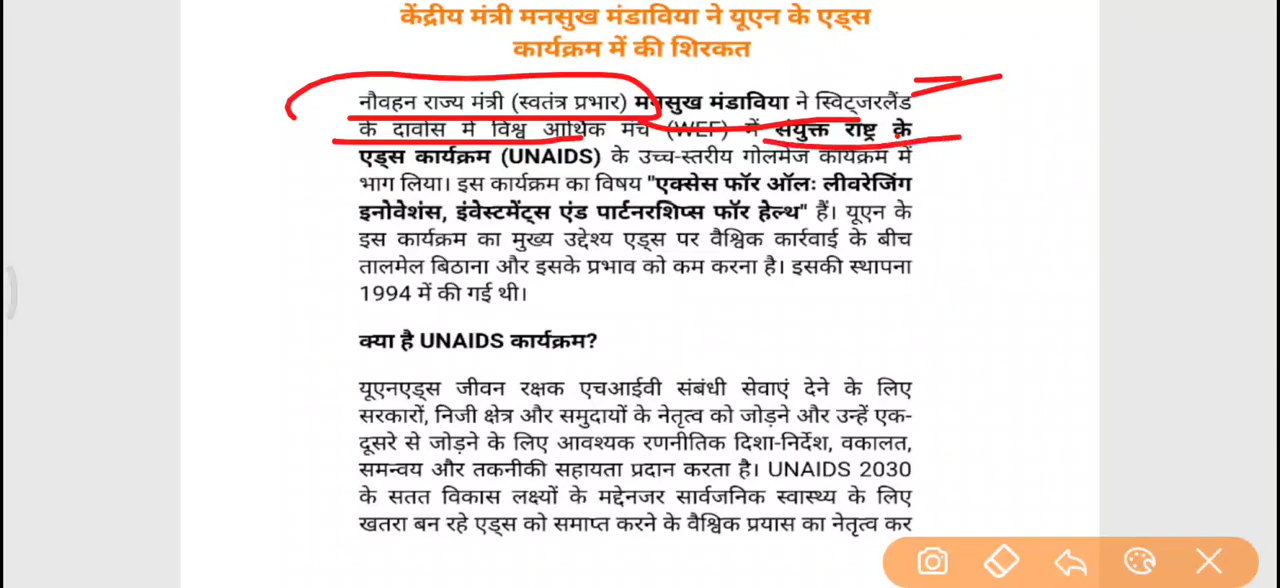 केंद्रीय मंत्री मनसुख मंडाविया ने यूएन के एड्स
कार्यक्रम में की शिरकत
नौवहन राज्य मंत्री (स्वतंत्र प्रभार) मनसुख मंडाविया ने स्विट्जरलैंड
के दावोस में विश्व आर्थिक मंच (WEF) में संयुक्त राष्ट्र के
एड्स कार्यक्रम (UNAIDS) के उच्च-स्तरीय गोलमेज कार्यक्रम में
भाग लिया। इस कार्यक्रम का विषय "एक्सेस फॉर ऑलः लीवरेजिंग
इनोवेशंस, इंवेस्टमेंट्स एंड पार्टनरशिप्स फॉर हेल्थ" हैं। यूएन के
इस कार्यक्रम का मुख्य उद्देश्य एड्स पर वैश्विक कार्रवाई के बीच
तालमेल बिठाना और इसके प्रभाव को कम करना है। इसकी स्थापना
1994 में की गई थी।
क्या है UNAIDS कार्यक्रम?
यूएनएड्स जीवन रक्षक एचआईवी संबंधी सेवाएं देने के लिए
सरकारों, निजी क्षेत्र और समुदायों के नेतृत्व को जोड़ने और उन्हें एक-
दूसरे से जोड़ने के लिए आवश्यक रणनीतिक दिशा-निर्देश, वकालत,
समन्वय और तकनीकी सहायता प्रदान करता है। UNAIDS 2030
के सतत विकास लक्ष्यों के मद्देनजर सार्वजनिक स्वास्थ्य के लिए
खतरा बन रहे एड्स को समाप्त करने के वैश्विक प्रयास का नेतृत्व कर